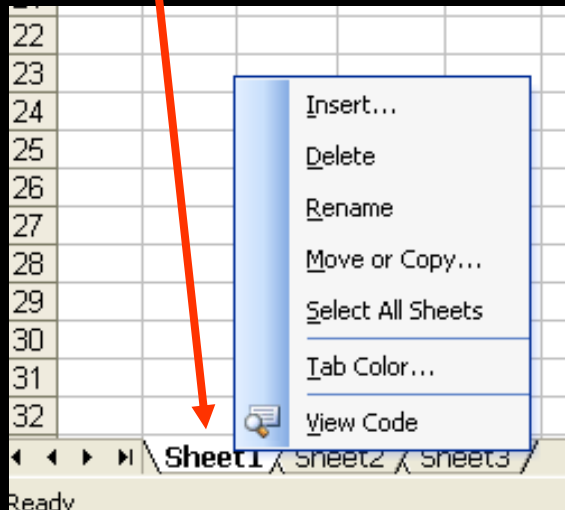 22
23
24
25
26
27
28
29
30
31
32
Insert...
Delete
Rename
Move or Copy...
Select All Sheets
Tab Color...
View Code
Sheet1 Sheet2 Sheet3
Ready